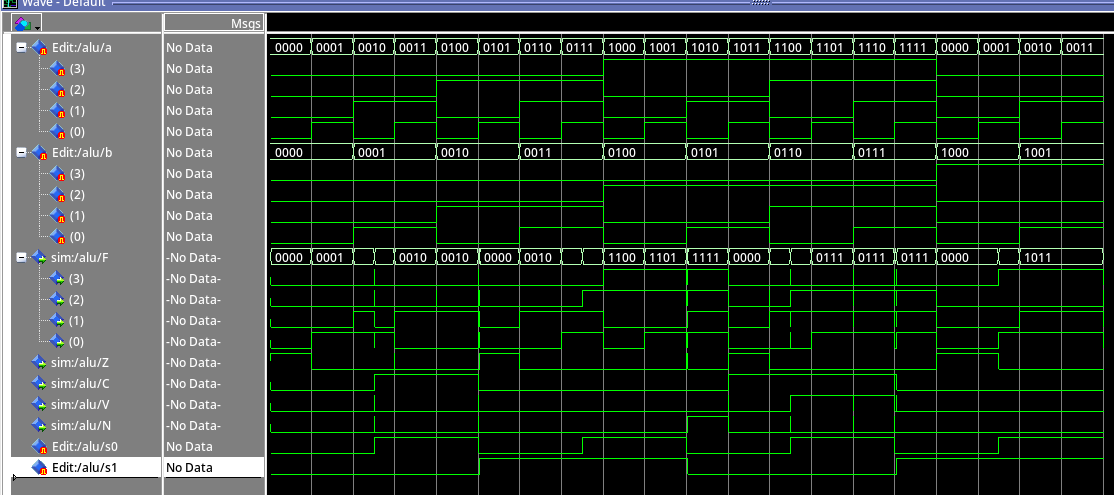 Wave - Default
Msgs
Edit:/alu/a No Data 0000 0001 0010 0011 0100 0101 0110 0111 1000 1001 1010 1011 1100 1101 1110 1111 0000 0001 0010 0011
(3) No Data
(2) No Data
(1) No Data
(0) No Data
Edit:/alu/b No Data 0000 0001 0010 0011 0100 0101 0110 0111 1000 1001
(3) No Data
(2) No Data
(1) No Data
(0) No Data
sim:/alu/F -No Data- 0000 0001 0010 0010 0000 0010 1100 1101 1111 0000 0111 0111 0111 0000 1011
(3) -No Data-
(2) -No Data-
(1) -No Data-
(0) -No Data-
sim:/alu/Z -No Data-
sim:/alu/C -No Data-
sim:/alu/V -No Data-
sim:/alu/N -No Data-
Edit:/alu/s0 No Data
Edit:/alu/s1 No Data